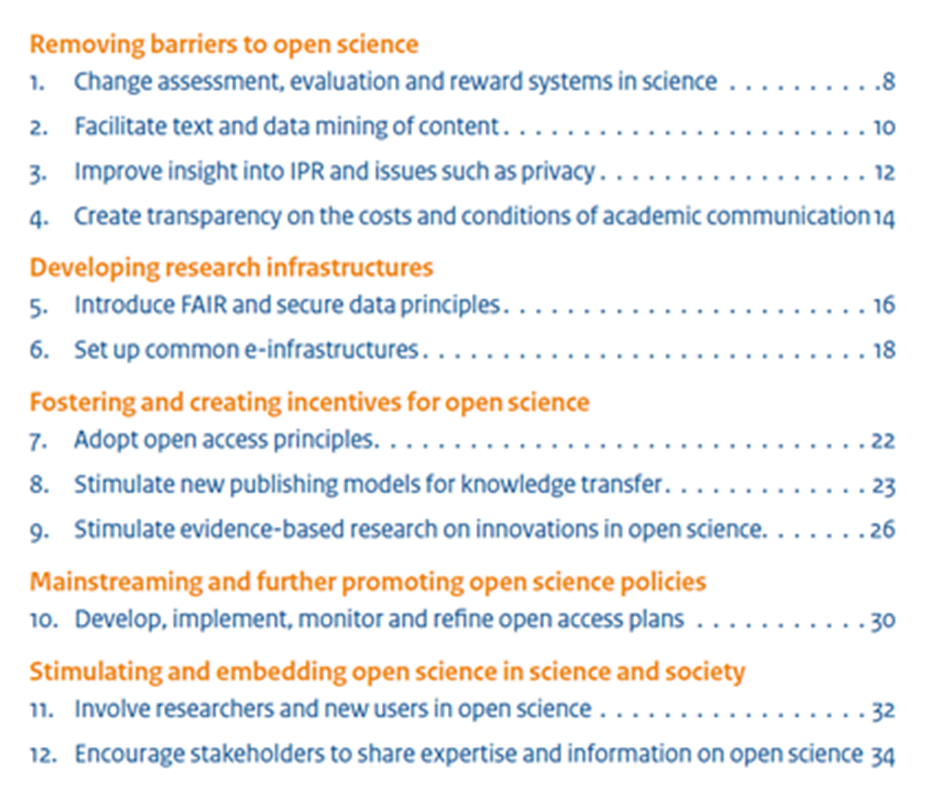 Removing barriers to open science
1. Change assessment, evaluation and reward systems in science . . . . . . . . . . .8
2. Facilitate text and data mining of content. . . . . . . . . . . . . . . . . . . . . . . . 10
3. Improve insight into IPR and issues such as privacy. . . . . . . . . . . . . . . . . . 12
4. Create transparency on the costs and conditions of academic communication14
Developing research infrastructures
5. Introduce FAIR and secure data principles. . . . . . . . . . . . . . . . . . . . . . . . 16
6. Set up common e-infrastructures. . . . . . . . . . . . . . . . . . . . . . . . . . . . . 18
Fostering and creating incentives for open science
7. Adopt open access principles. . . . . . . . . . . . . . . . . . . . . . . . . . . . . . . . 22
8. Stimulate new publishing models for knowledge transfer. . . . . . . . . . . . . . 23
9. Stimulate evidence-based research on innovations in open science. . . . . . . 26
Mainstreaming and further promoting open science policies
10. Develop, implement, monitor and refine open access plans . . . . . . . . . . . 30
Stimulating and embedding open science in science and society
11. Involve researchers and new users in open science . . . . . . . . . . . . . . . . . . 32
12. Encourage stakeholders to share expertise and information on open science 34